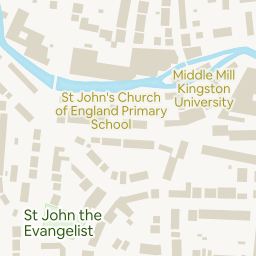 Middle Mill
Kingston
University
St John's Church
of England Primary
School
St John the
Evangelist